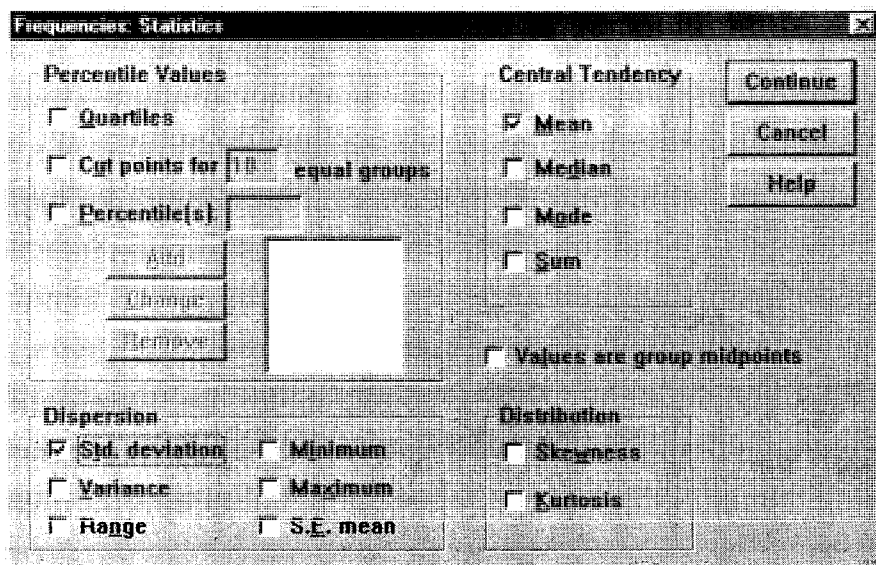 Frequencies: Statistics
Percentile Values
Quartiles
Cut points for 10 equal groups
Percentile(s):
Add
Change
Remove
Central Tendency
Mean
Median
Mode
Sum
Continue
Cancel
Help
Values are group midpoints
Dispersion
Std. deviation
Minimum
Variance
Maximum
Range
S.E. mean
Distribution
Skewness
Kurtosis